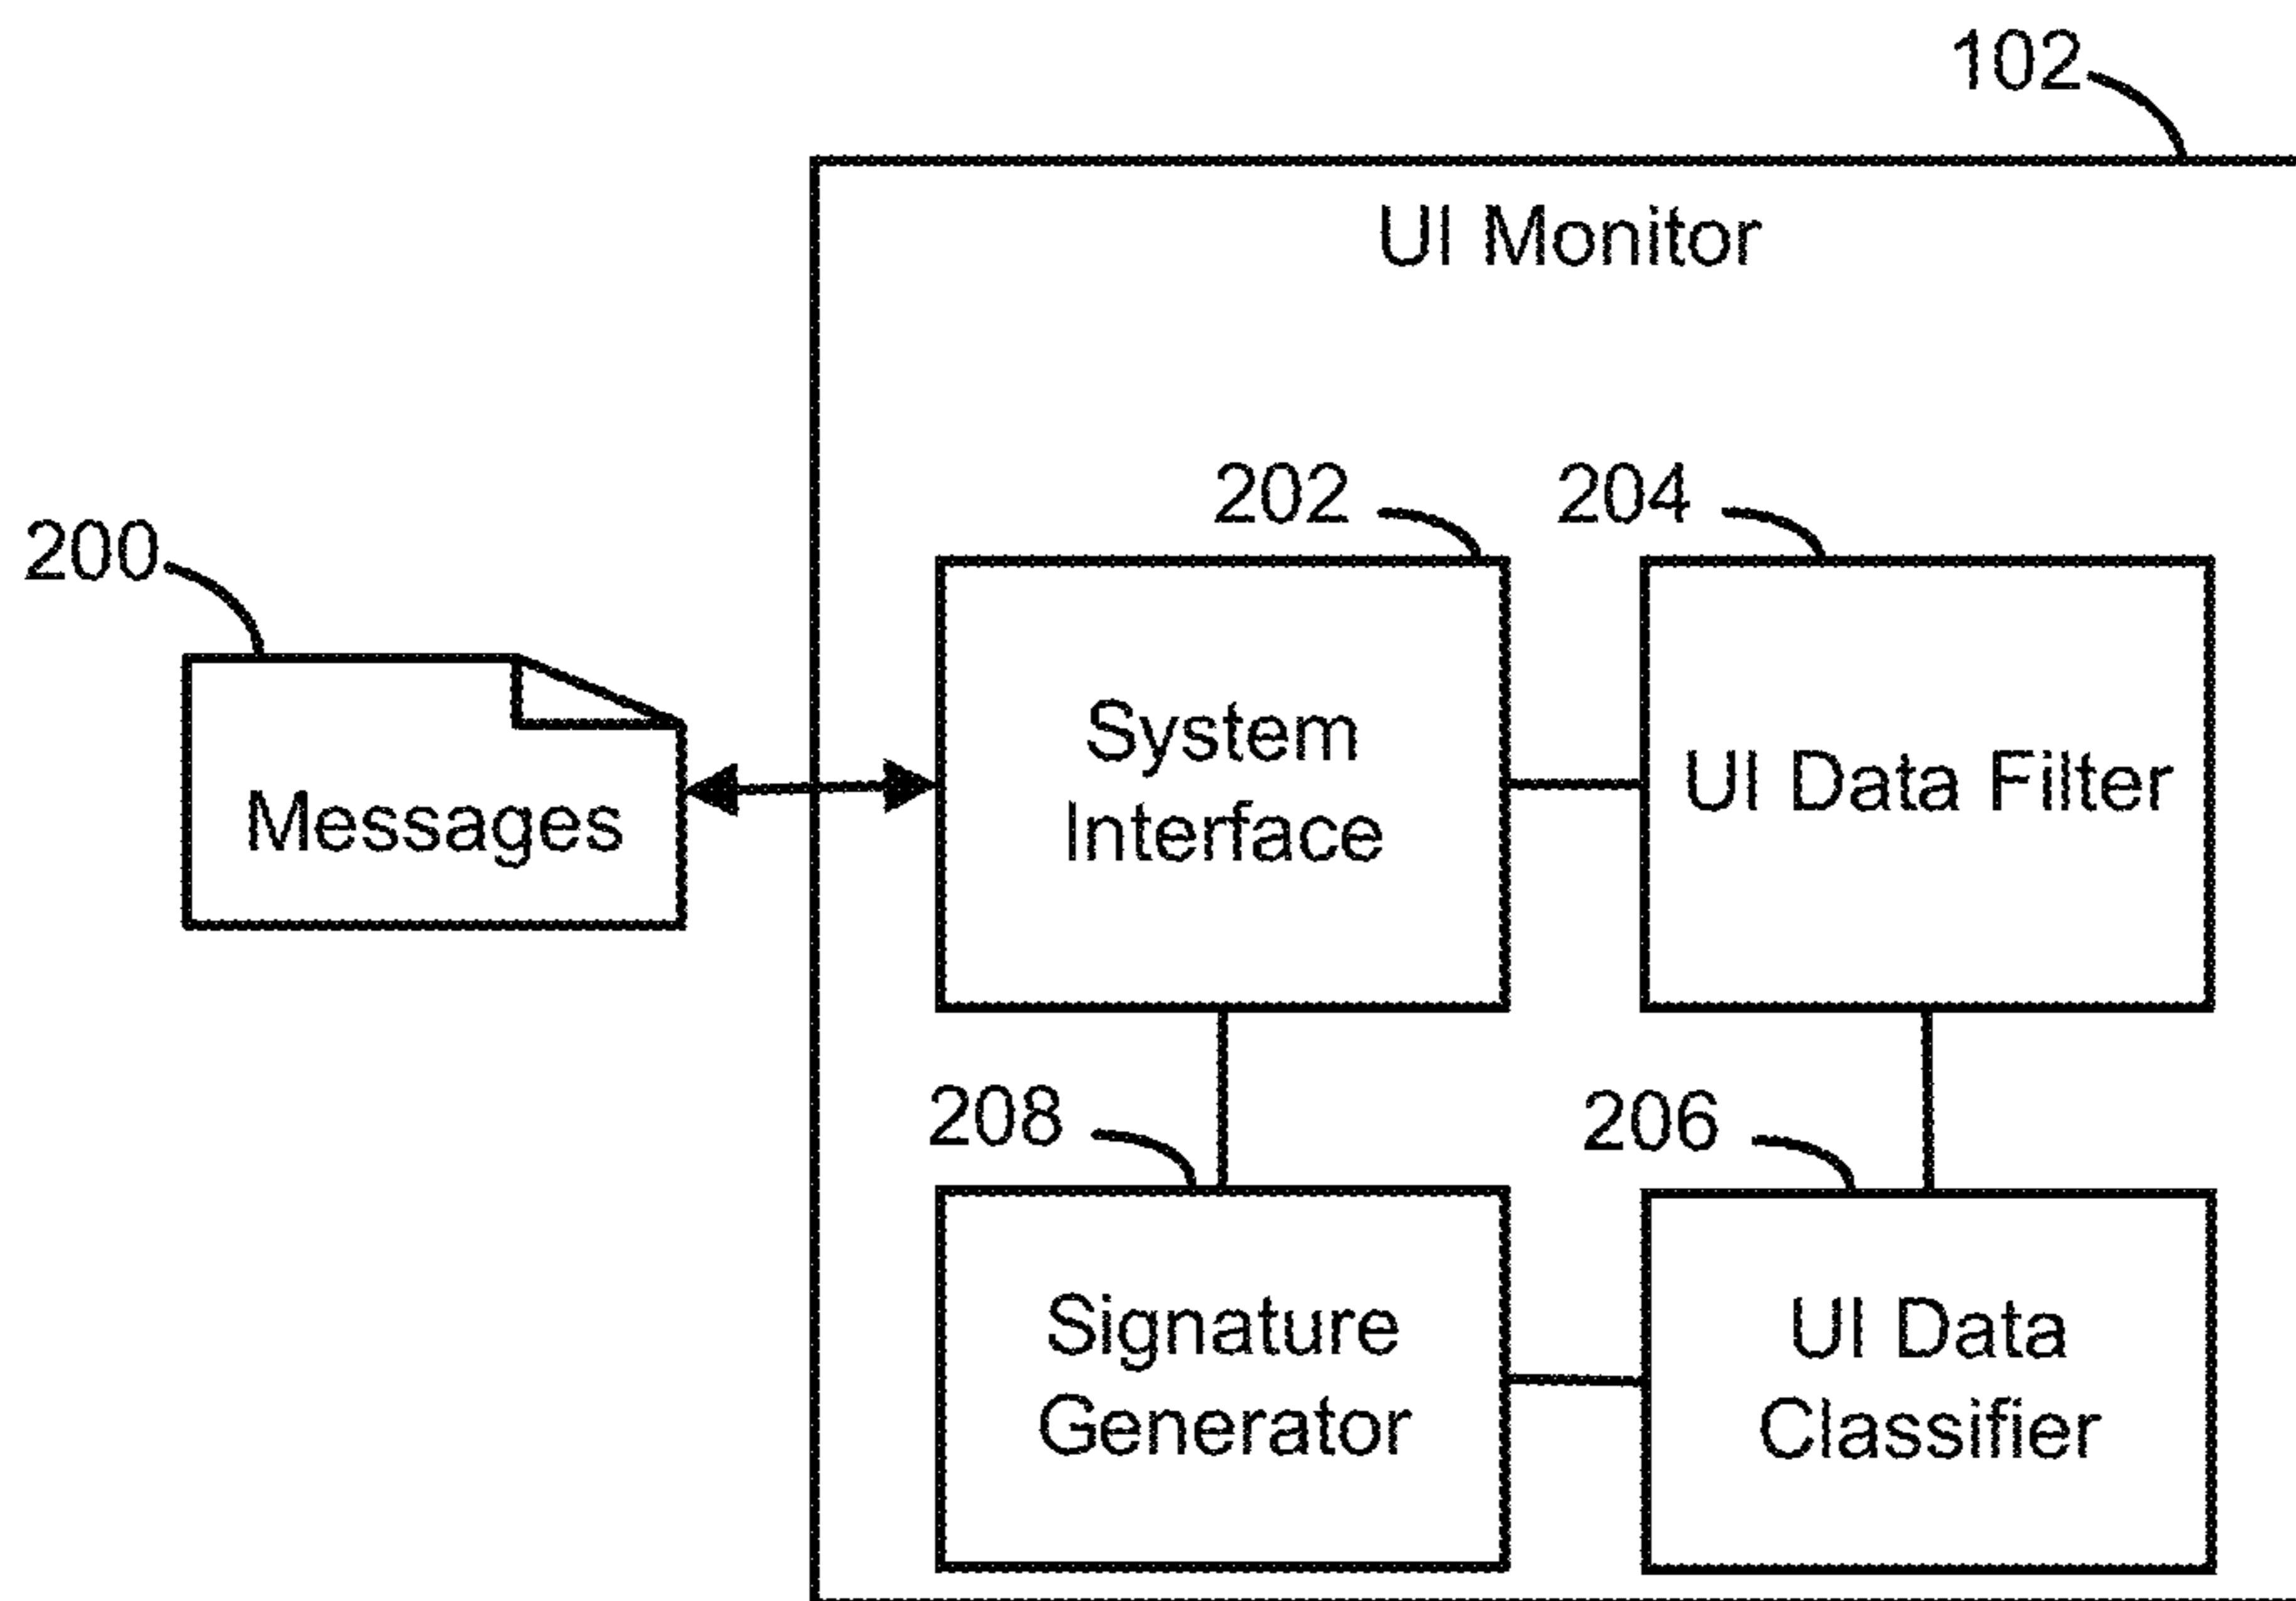 102
UI Monitor
202
204
200
System
Interface
UI Data Filter
Messages
208
206
Signature
Generator
UI Data
Classifier